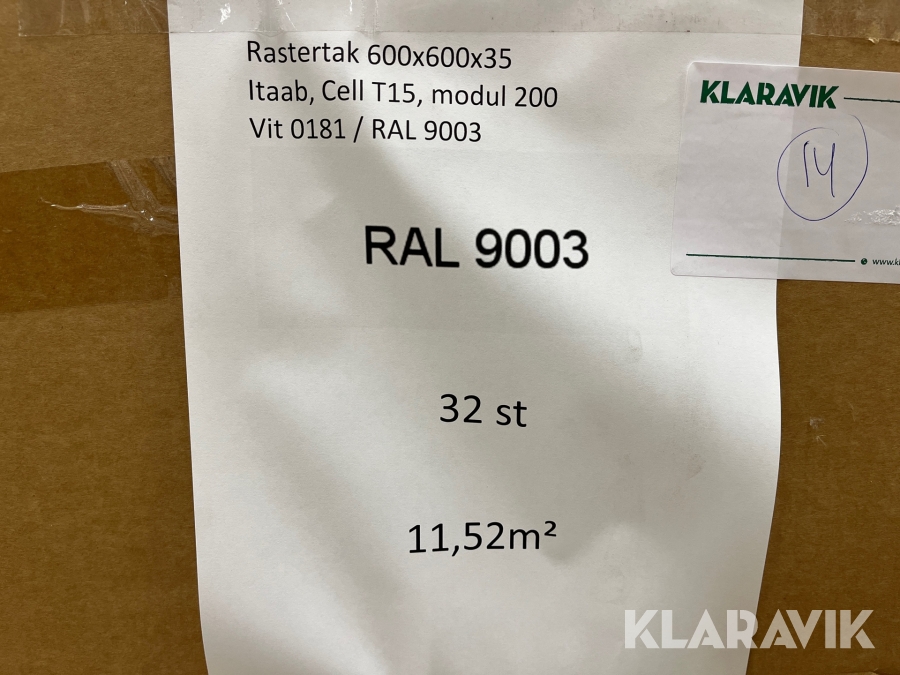 Rastertak 600x600x35
Itaab, Cell T15, modul 200
Vit 0181 / RAL 9003
KLARAVIK
14
RAL 9003
32 st
11,52m²
KLARAVIK